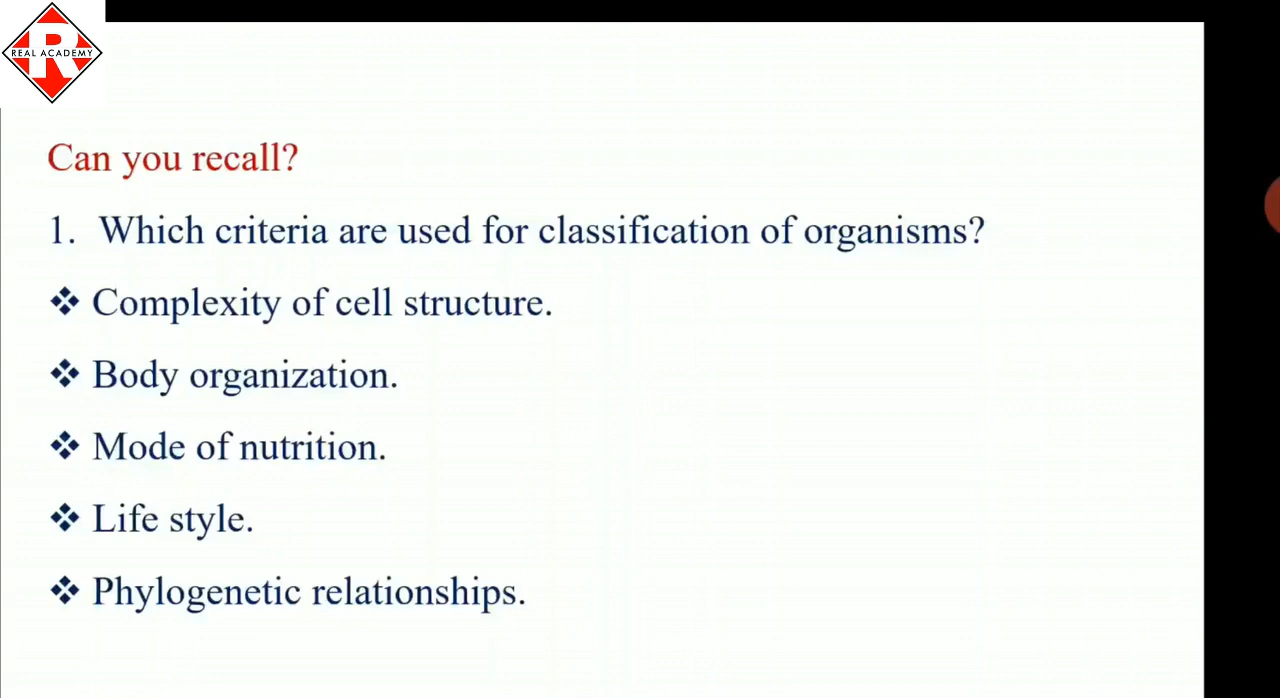 REAL ACADEMY
Can you recall?
1. Which criteria are used for classification of organisms?
❖ Complexity of cell structure.
❖ Body organization.
❖ Mode of nutrition.
❖ Life style.
❖ Phylogenetic relationships.